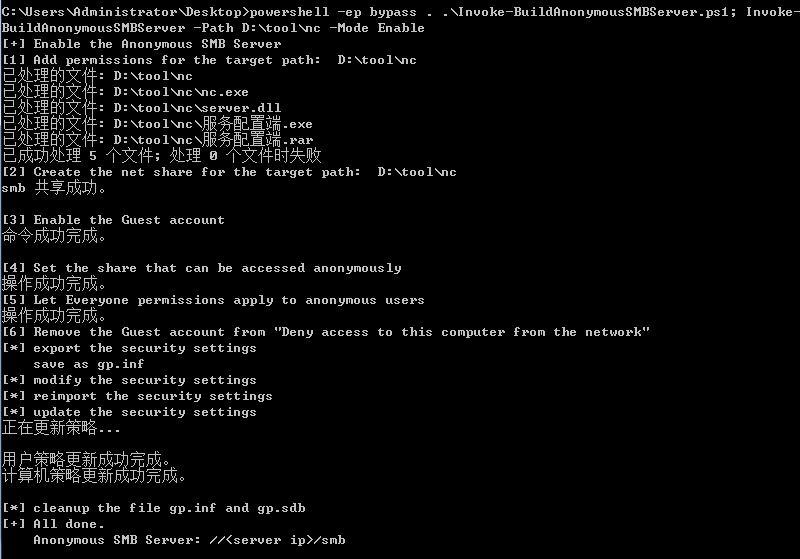 C:\Users\Administrator\Desktop>powershell -ep bypass . .\Invoke-BuildAnonymousSMBServer.ps1; Invoke-
BuildAnonymousSMBServer -Path D:\tool\nc -Mode Enable
[+] Enable the Anonymous SMB Server
[1] Add permissions for the target path:  D:\tool\nc
已处理的文件: D:\tool\nc
已处理的文件: D:\tool\nc\nc.exe
已处理的文件: D:\tool\nc\server.dll
已处理的文件: D:\tool\nc\服务配置端.exe
已处理的文件: D:\tool\nc\服务配置端.rar
已成功处理 5 个文件; 处理 0 个文件时失败
[2] Create the net share for the target path:  D:\tool\nc
smb 共享成功。
[3] Enable the Guest account
命令成功完成。
[4] Set the share that can be accessed anonymously
操作成功完成。
[5] Let Everyone permissions apply to anonymous users
操作成功完成。
[6] Remove the Guest account from "Deny access to this computer from the network"
[*] export the security settings
    save as gp.inf
[*] modify the security settings
[*] reimport the security settings
[*] update the security settings
正在更新策略...
用户策略更新成功完成。
计算机策略更新成功完成。
[*] cleanup the file gp.inf and gp.sdb
[+] All done.
    Anonymous SMB Server: //<server ip>/smb